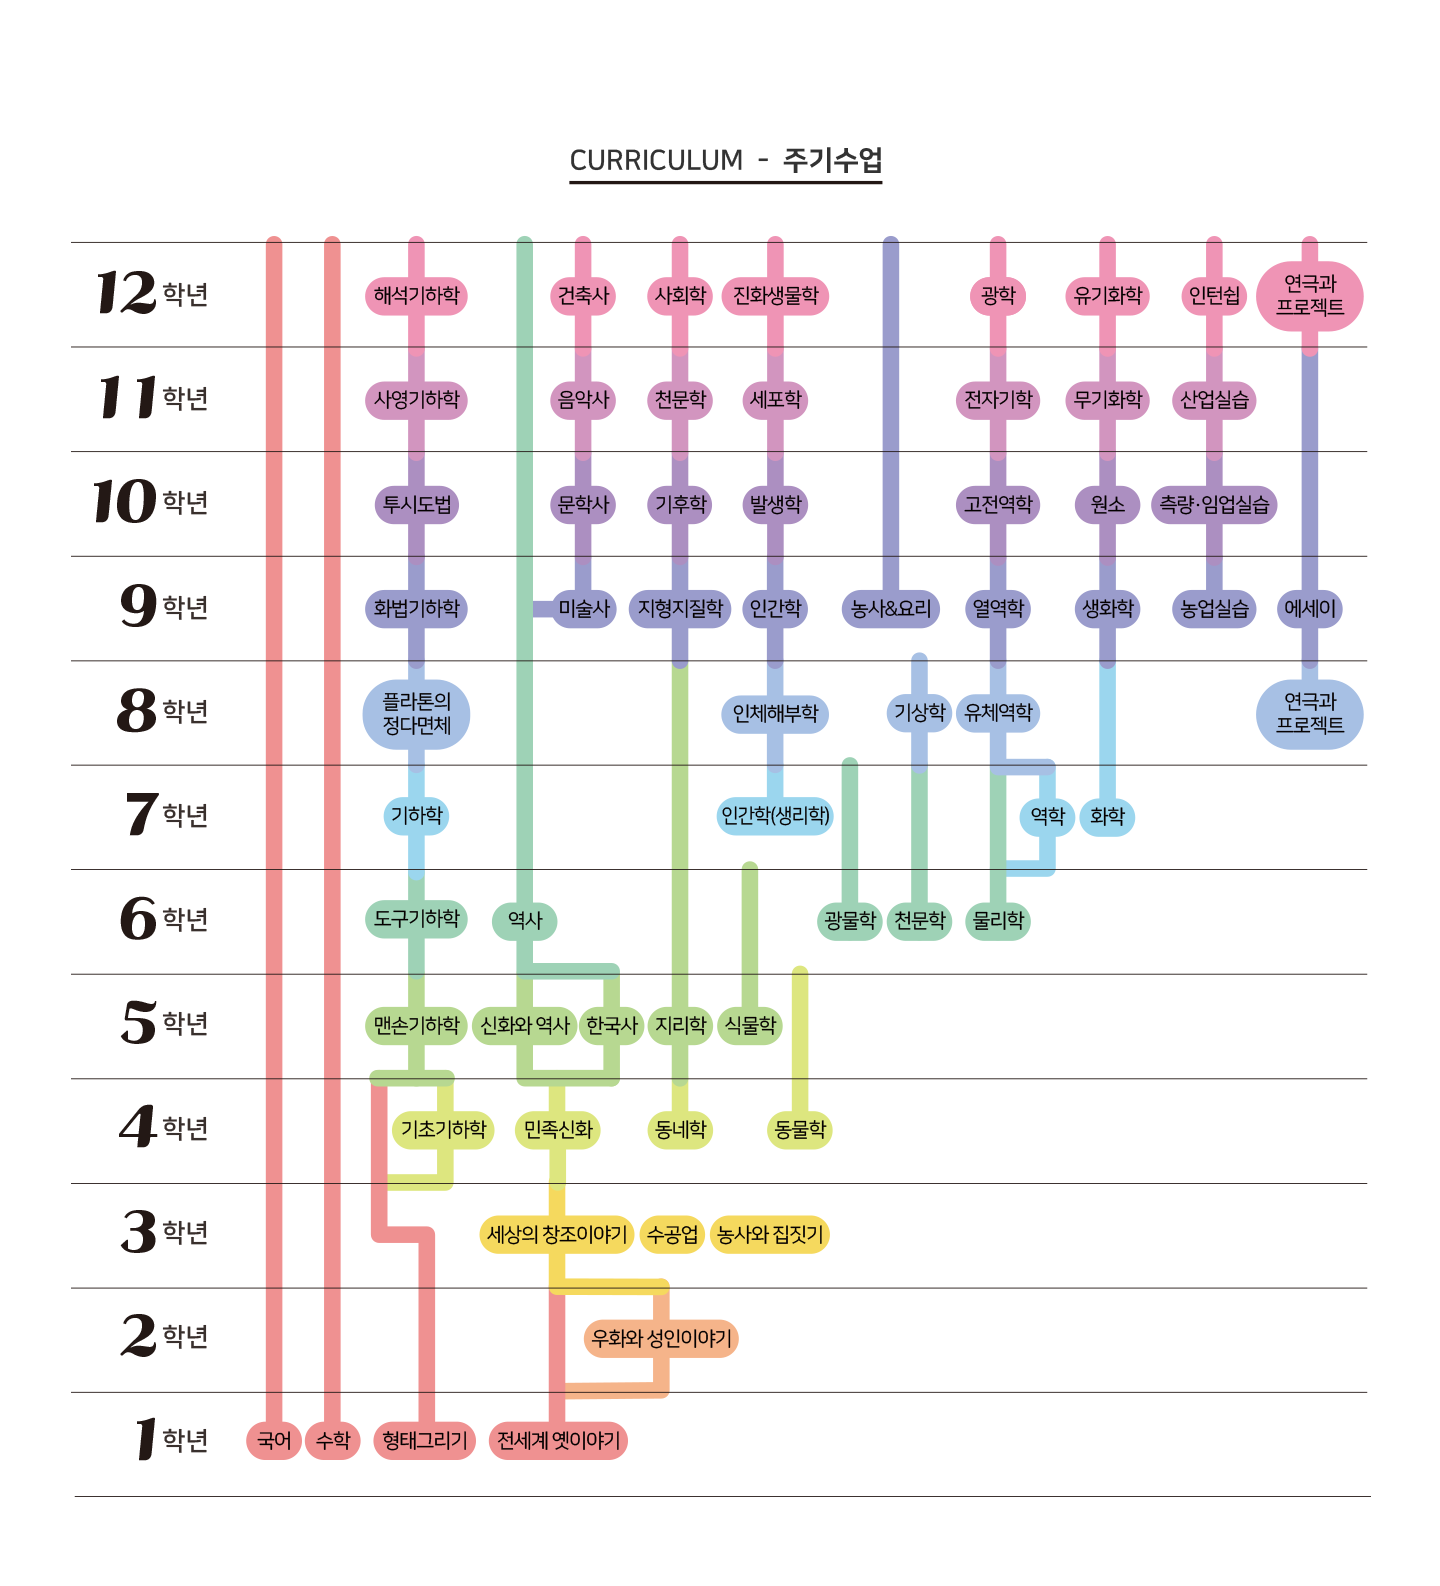 CURRICULUM - 주기수업
12학년
해석기하학
건축사
사회학
진화생물학
광학
유기화학
인턴쉽
연극과
프로젝트
11학년
사영기하학
음악사
천문학
세포학
전자기학
무기화학
산업실습
10학년
투시도법
문학사
기후학
발생학
고전역학
원소
측량·임업실습
9학년
화법기하학
미술사
지형지질학
인간학
농사&요리
열역학
생화학
농업실습
에세이
8학년
플라톤의
정다면체
인체해부학
기상학
유체역학
연극과
프로젝트
7학년
기하학
인간학(생리학)
역학
화학
6학년
도구기하학
역사
광물학
천문학
물리학
5학년
맨손기하학
신화와 역사
한국사
지리학
식물학
4학년
기초기하학
민족신화
동네학
동물학
3학년
세상의 창조이야기
수공업
농사와 집짓기
2학년
우화와 성인이야기
1학년
국어
수학
형태그리기
전세계 옛이야기